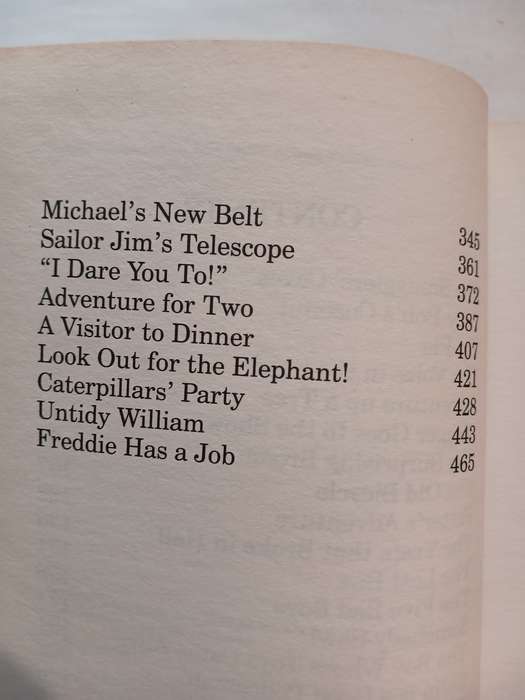 Michael's New Belt 345
Sailor Jim's Telescope 361
“I Dare You To!” 372
Adventure for Two 387
A Visitor to Dinner 407
Look Out for the Elephant! 421
Caterpillars' Party 428
Untidy William 443
Freddie Has a Job 465